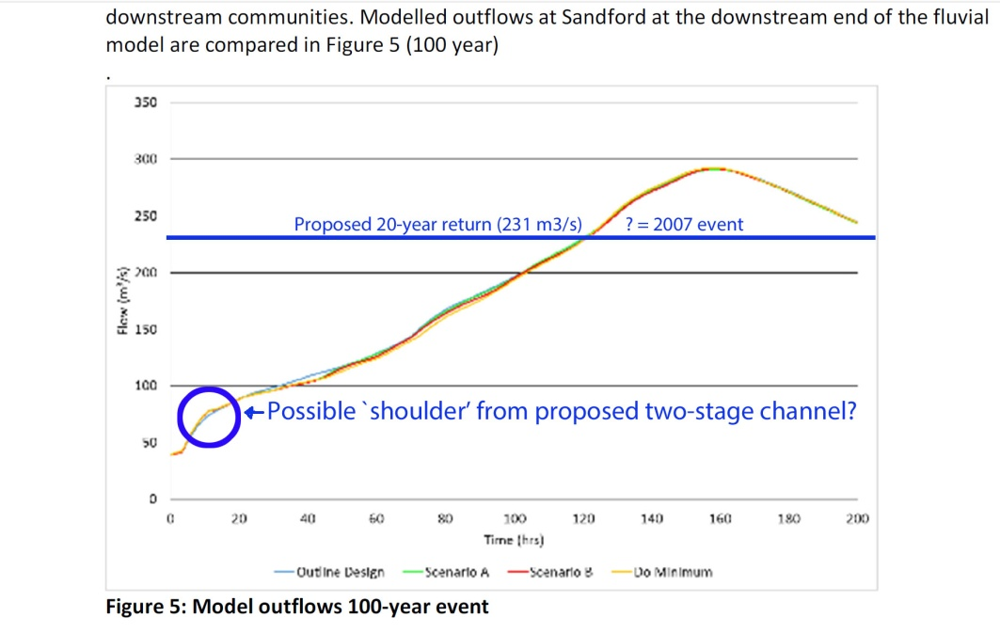 downstream communities. Modelled outflows at Sandford at the downstream end of the fluvial
model are compared in Figure 5 (100 year)
.
350
300
250
Proposed 20-year return (231 m3/s)
? = 2007 event
200
150
100
50
0
Flow (m³/s)
←Possible `shoulder’ from proposed two-stage channel?
0 20 40 60 80 100 120 140 160 180 200
Time (hrs)
Outline Design Scenario A Scenario B Do Minimum
Figure 5: Model outflows 100-year event